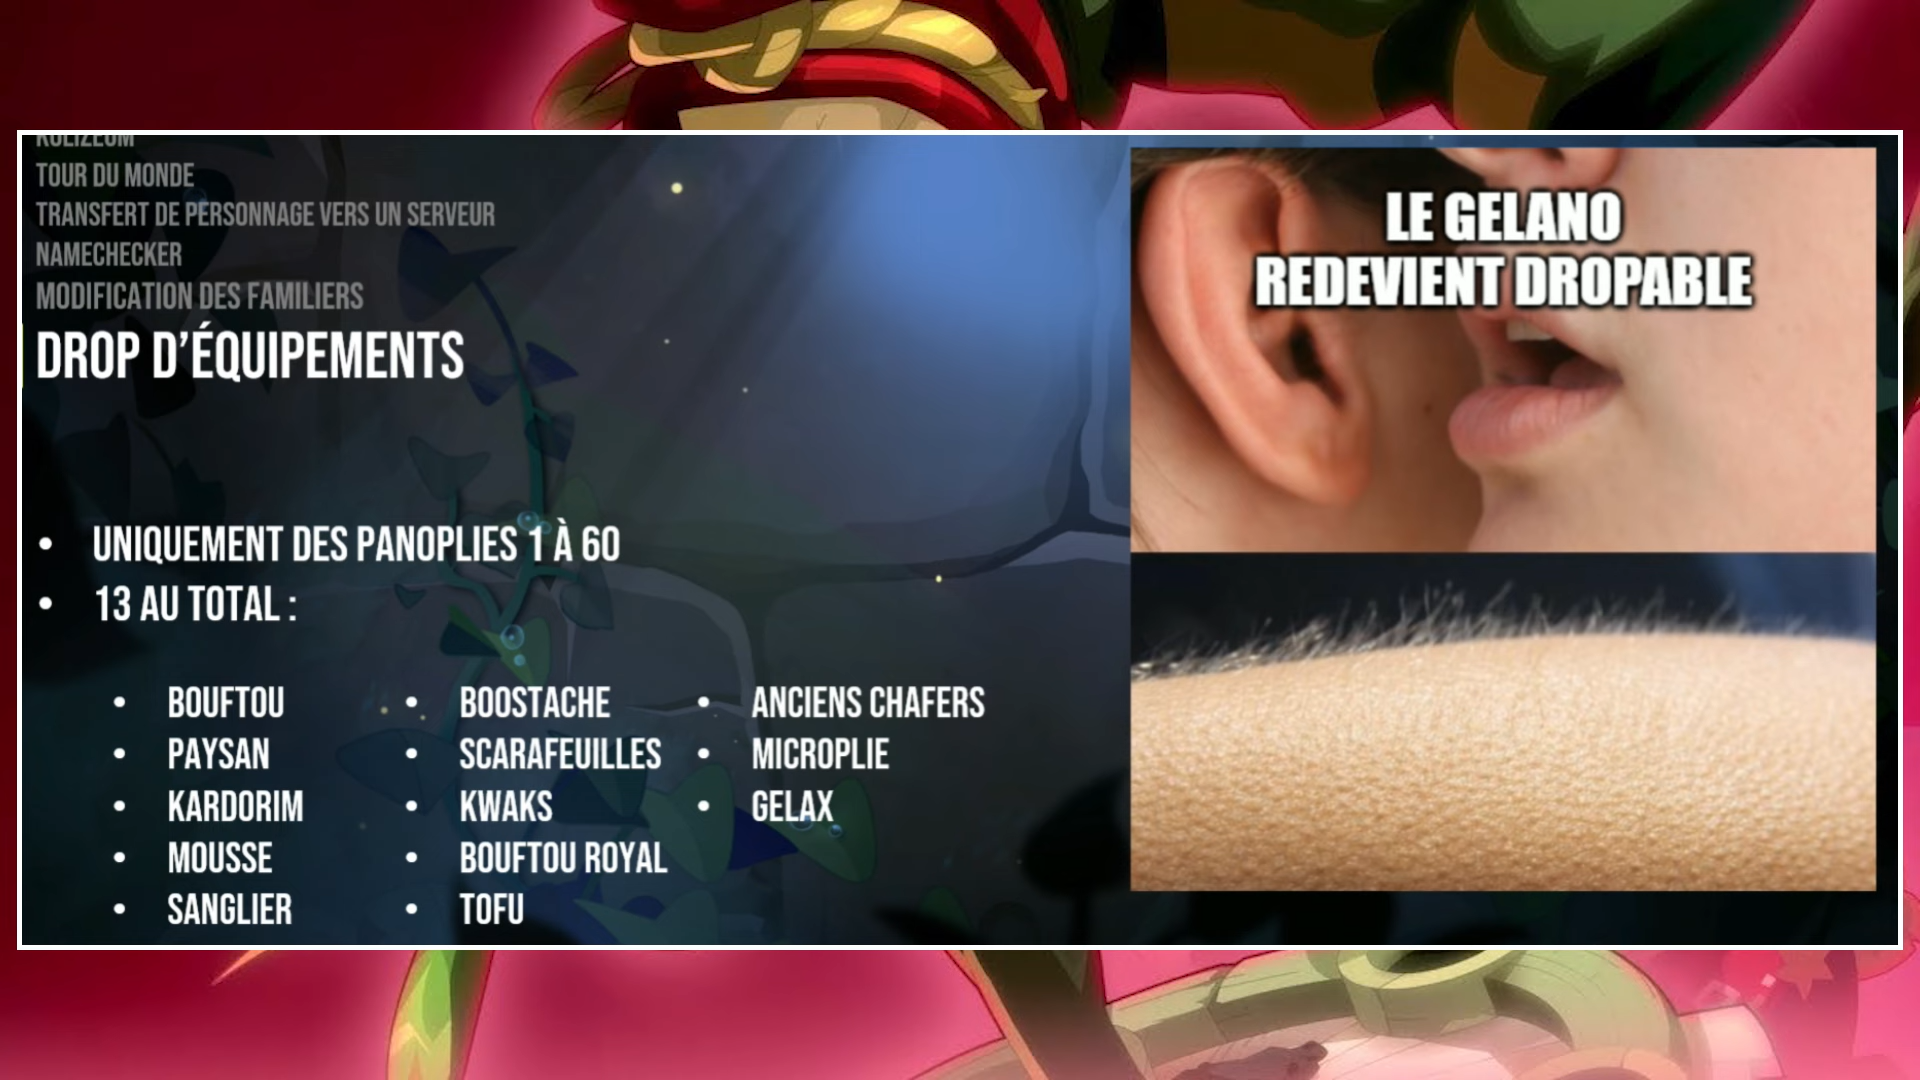 KOLIZEUM
TOUR DU MONDE
TRANSFERT DE PERSONNAGE VERS UN SERVEUR
NAMECHECKER
MODIFICATION DES FAMILIERS
DROP D’ÉQUIPEMENTS
• UNIQUEMENT DES PANOPLIES 1 À 60
• 13 AU TOTAL :
• BOUFTOU
• PAYSAN
• KARDORIM
• MOUSSE
• SANGLIER
• BOOSTACHE
• SCARAFEUILLES
• KWAKS
• BOUFTOU ROYAL
• TOFU
• ANCIENS CHAFERS
• MICROPLIE
• GELAX
LE GELANO
REDEVIENT DROPABLE